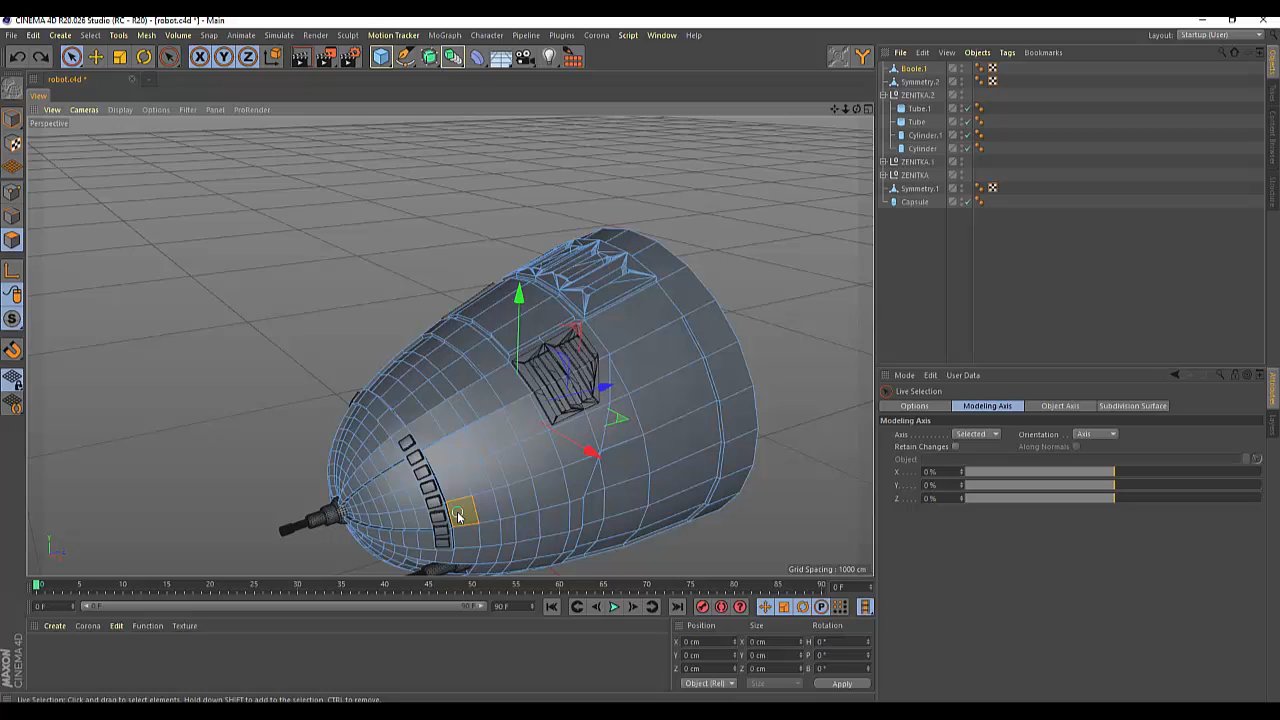 CINEMA 4D R20.026 Studio (RC - R20) - [robot.c4d *] - Main
File Edit Create Select Tools Mesh Volume Snap Animate Simulate Render Sculpt Motion Tracker MoGraph Character Pipeline Plugins Corona Script Window Help
Layout: Startup (User)
robot.c4d *
View
View Cameras Display Options Filter Panel ProRender
Perspective
Grid Spacing : 1000 cm
File Edit View Objects Tags Bookmarks
Boole.1
Symmetry.2
ZENITKA.2
Tube.1
Tube
Cylinder.1
Cylinder
ZENITKA.1
ZENITKA
Symmetry.1
Capsule
Mode Edit User Data
Live Selection
Options Modeling Axis Object Axis Subdivision Surface
Modeling Axis
Axis Selected Orientation Axis
Retain Changes Along Normals
Object
X 0 %
Y 0 %
Z 0 %
0 5 10 15 20 25 30 35 40 45 50 55 60 65 70 75 80 85 90 0 F
0 F 0 F 90 F 90 F
Create Corona Edit Function Texture
Position Size Rotation
X 0 cm X 0 cm H 0 °
Y 0 cm Y 0 cm P 0 °
Z 0 cm Z 0 cm B 0 °
Object (Rel) Size Apply
MAXON
CINEMA 4D
Live Selection: Click and drag to select elements. Hold down SHIFT to add to the selection, CTRL to remove.